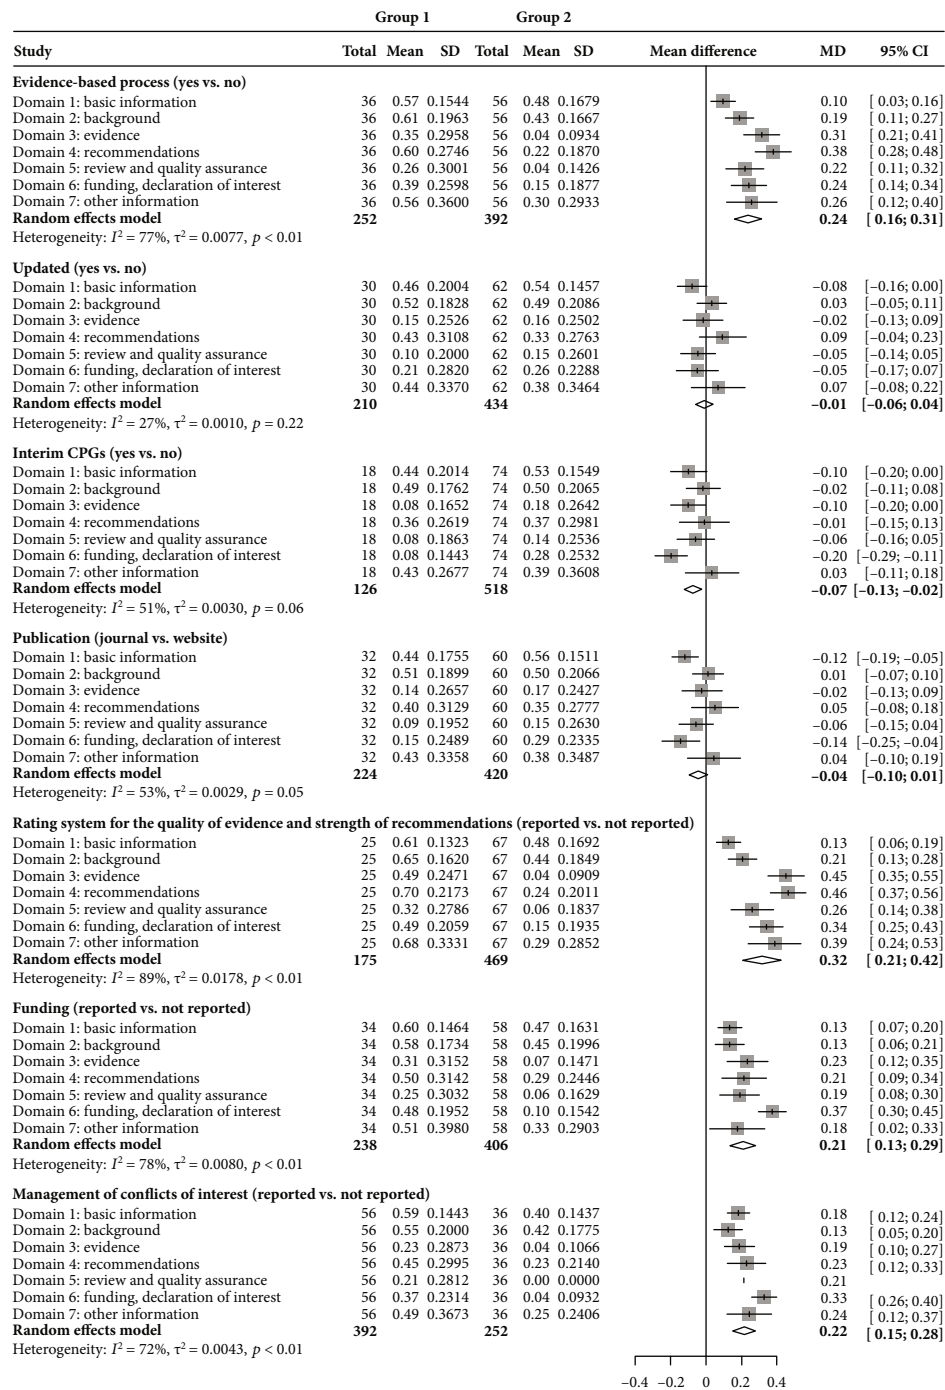 Group 1 Group 2
Study Total Mean SD Total Mean SD Mean difference MD 95% CI
Evidence-based process (yes vs. no)
Domain 1: basic information 36 0.57 0.1544 56 0.48 0.1679 0.10 [ 0.03; 0.16]
Domain 2: background 36 0.61 0.1963 56 0.43 0.1667 0.19 [ 0.11; 0.27]
Domain 3: evidence 36 0.35 0.2958 56 0.04 0.0934 0.31 [ 0.21; 0.41]
Domain 4: recommendations 36 0.60 0.2746 56 0.22 0.1870 0.38 [ 0.28; 0.48]
Domain 5: review and quality assurance 36 0.26 0.3001 56 0.04 0.1426 0.22 [ 0.11; 0.32]
Domain 6: funding, declaration of interest 36 0.39 0.2598 56 0.15 0.1877 0.24 [ 0.14; 0.34]
Domain 7: other information 36 0.56 0.3600 56 0.30 0.2933 0.26 [ 0.12; 0.40]
Random effects model 252 392 0.24 [ 0.16; 0.31]
Heterogeneity: I² = 77%, τ² = 0.0077, p < 0.01
Updated (yes vs. no)
Domain 1: basic information 30 0.46 0.2004 62 0.54 0.1457 −0.08 [−0.16; 0.00]
Domain 2: background 30 0.52 0.1828 62 0.49 0.2086 0.03 [−0.05; 0.11]
Domain 3: evidence 30 0.15 0.2526 62 0.16 0.2502 −0.02 [−0.13; 0.09]
Domain 4: recommendations 30 0.43 0.3108 62 0.33 0.2763 0.09 [−0.04; 0.23]
Domain 5: review and quality assurance 30 0.10 0.2000 62 0.15 0.2601 −0.05 [−0.14; 0.05]
Domain 6: funding, declaration of interest 30 0.21 0.2820 62 0.26 0.2288 −0.05 [−0.17; 0.07]
Domain 7: other information 30 0.44 0.3370 62 0.38 0.3464 0.07 [−0.08; 0.22]
Random effects model 210 434 −0.01 [−0.06; 0.04]
Heterogeneity: I² = 27%, τ² = 0.0010, p = 0.22
Interim CPGs (yes vs. no)
Domain 1: basic information 18 0.44 0.2014 74 0.53 0.1549 −0.10 [−0.20; 0.00]
Domain 2: background 18 0.49 0.1762 74 0.50 0.2065 −0.02 [−0.11; 0.08]
Domain 3: evidence 18 0.08 0.1652 74 0.18 0.2642 −0.10 [−0.20; 0.00]
Domain 4: recommendations 18 0.36 0.2619 74 0.37 0.2981 −0.01 [−0.15; 0.13]
Domain 5: review and quality assurance 18 0.08 0.1863 74 0.14 0.2536 −0.06 [−0.16; 0.05]
Domain 6: funding, declaration of interest 18 0.08 0.1443 74 0.28 0.2532 −0.20 [−0.29; −0.11]
Domain 7: other information 18 0.43 0.2677 74 0.39 0.3608 0.03 [−0.11; 0.18]
Random effects model 126 518 −0.07 [−0.13; −0.02]
Heterogeneity: I² = 51%, τ² = 0.0030, p = 0.06
Publication (journal vs. website)
Domain 1: basic information 32 0.44 0.1755 60 0.56 0.1511 −0.12 [−0.19; −0.05]
Domain 2: background 32 0.51 0.1899 60 0.50 0.2066 0.01 [−0.07; 0.10]
Domain 3: evidence 32 0.14 0.2657 60 0.17 0.2427 −0.02 [−0.13; 0.09]
Domain 4: recommendations 32 0.40 0.3129 60 0.35 0.2777 0.05 [−0.08; 0.18]
Domain 5: review and quality assurance 32 0.09 0.1952 60 0.15 0.2630 −0.06 [−0.15; 0.04]
Domain 6: funding, declaration of interest 32 0.15 0.2489 60 0.29 0.2335 −0.14 [−0.25; −0.04]
Domain 7: other information 32 0.43 0.3358 60 0.38 0.3487 0.04 [−0.10; 0.19]
Random effects model 224 420 −0.04 [−0.10; 0.01]
Heterogeneity: I² = 53%, τ² = 0.0029, p = 0.05
Rating system for the quality of evidence and strength of recommendations (reported vs. not reported)
Domain 1: basic information 25 0.61 0.1323 67 0.48 0.1692 0.13 [ 0.06; 0.19]
Domain 2: background 25 0.65 0.1620 67 0.44 0.1849 0.21 [ 0.13; 0.28]
Domain 3: evidence 25 0.49 0.2471 67 0.04 0.0909 0.45 [ 0.35; 0.55]
Domain 4: recommendations 25 0.70 0.2173 67 0.24 0.2011 0.46 [ 0.37; 0.56]
Domain 5: review and quality assurance 25 0.32 0.2786 67 0.06 0.1837 0.26 [ 0.14; 0.38]
Domain 6: funding, declaration of interest 25 0.49 0.2059 67 0.15 0.1935 0.34 [ 0.25; 0.43]
Domain 7: other information 25 0.68 0.3331 67 0.29 0.2852 0.39 [ 0.24; 0.53]
Random effects model 175 469 0.32 [ 0.21; 0.42]
Heterogeneity: I² = 89%, τ² = 0.0178, p < 0.01
Funding (reported vs. not reported)
Domain 1: basic information 34 0.60 0.1464 58 0.47 0.1631 0.13 [ 0.07; 0.20]
Domain 2: background 34 0.58 0.1734 58 0.45 0.1996 0.13 [ 0.06; 0.21]
Domain 3: evidence 34 0.31 0.3152 58 0.07 0.1471 0.23 [ 0.12; 0.35]
Domain 4: recommendations 34 0.50 0.3142 58 0.29 0.2446 0.21 [ 0.09; 0.34]
Domain 5: review and quality assurance 34 0.25 0.3032 58 0.06 0.1629 0.19 [ 0.08; 0.30]
Domain 6: funding, declaration of interest 34 0.48 0.1952 58 0.10 0.1542 0.37 [ 0.30; 0.45]
Domain 7: other information 34 0.51 0.3980 58 0.33 0.2903 0.18 [ 0.02; 0.33]
Random effects model 238 406 0.21 [ 0.13; 0.29]
Heterogeneity: I² = 78%, τ² = 0.0080, p < 0.01
Management of conflicts of interest (reported vs. not reported)
Domain 1: basic information 56 0.59 0.1443 36 0.40 0.1437 0.18 [ 0.12; 0.24]
Domain 2: background 56 0.55 0.2000 36 0.42 0.1775 0.13 [ 0.05; 0.20]
Domain 3: evidence 56 0.23 0.2873 36 0.04 0.1066 0.19 [ 0.10; 0.27]
Domain 4: recommendations 56 0.45 0.2995 36 0.23 0.2140 0.23 [ 0.12; 0.33]
Domain 5: review and quality assurance 56 0.21 0.2812 36 0.00 0.0000 0.21
Domain 6: funding, declaration of interest 56 0.37 0.2314 36 0.04 0.0932 0.33 [ 0.26; 0.40]
Domain 7: other information 56 0.49 0.3673 36 0.25 0.2406 0.24 [ 0.12; 0.37]
Random effects model 392 252 0.22 [ 0.15; 0.28]
Heterogeneity: I² = 72%, τ² = 0.0043, p < 0.01
−0.4 −0.2 0 0.2 0.4